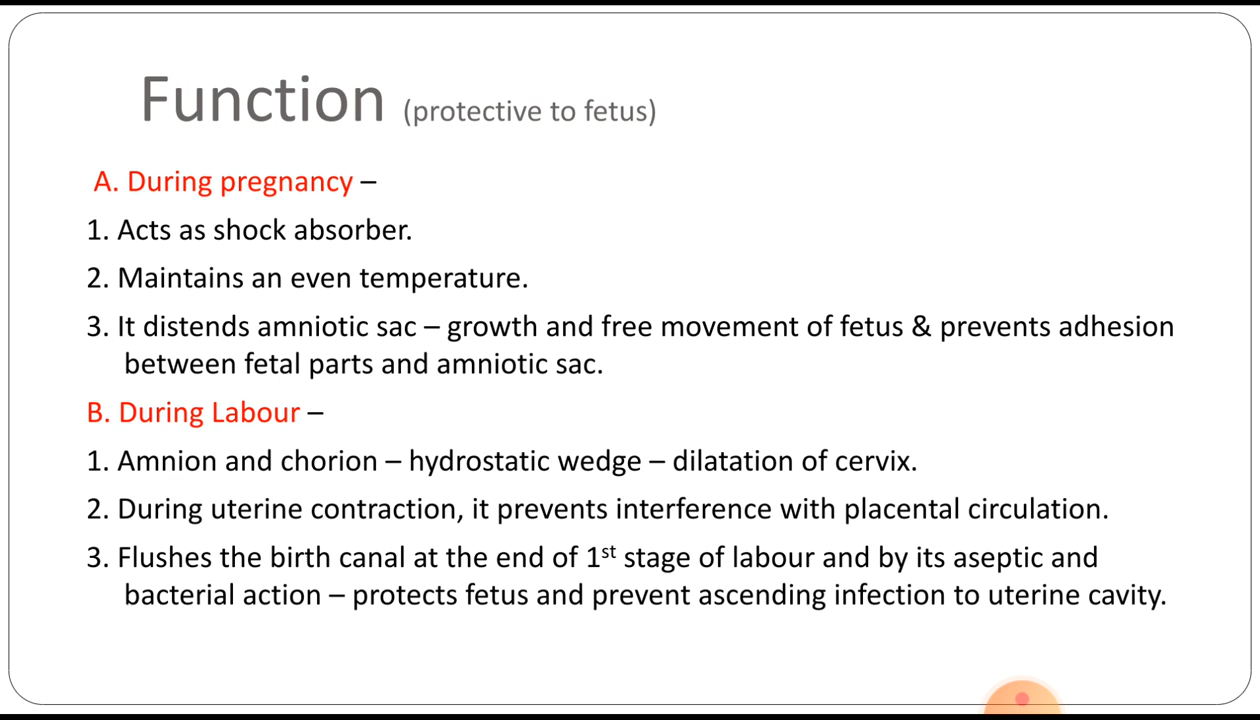 Function (protective to fetus)
A. During pregnancy –
1. Acts as shock absorber.
2. Maintains an even temperature.
3. It distends amniotic sac – growth and free movement of fetus & prevents adhesion
between fetal parts and amniotic sac.
B. During Labour –
1. Amnion and chorion – hydrostatic wedge – dilatation of cervix.
2. During uterine contraction, it prevents interference with placental circulation.
3. Flushes the birth canal at the end of 1st stage of labour and by its aseptic and
bacterial action – protects fetus and prevent ascending infection to uterine cavity.